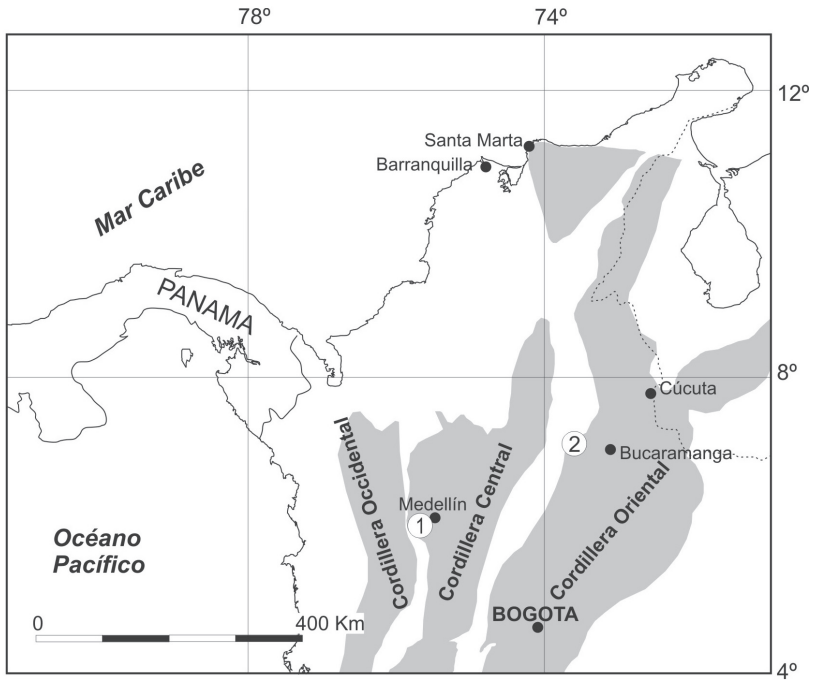 78º
74º
12º
Santa Marta
Barranquilla
Mar Caribe
PANAMA
8º
Cúcuta
2
Bucaramanga
Cordillera Occidental
Cordillera Central
Cordillera Oriental
Medellín
1
Océano
Pacífico
BOGOTA
0
400 Km
4º